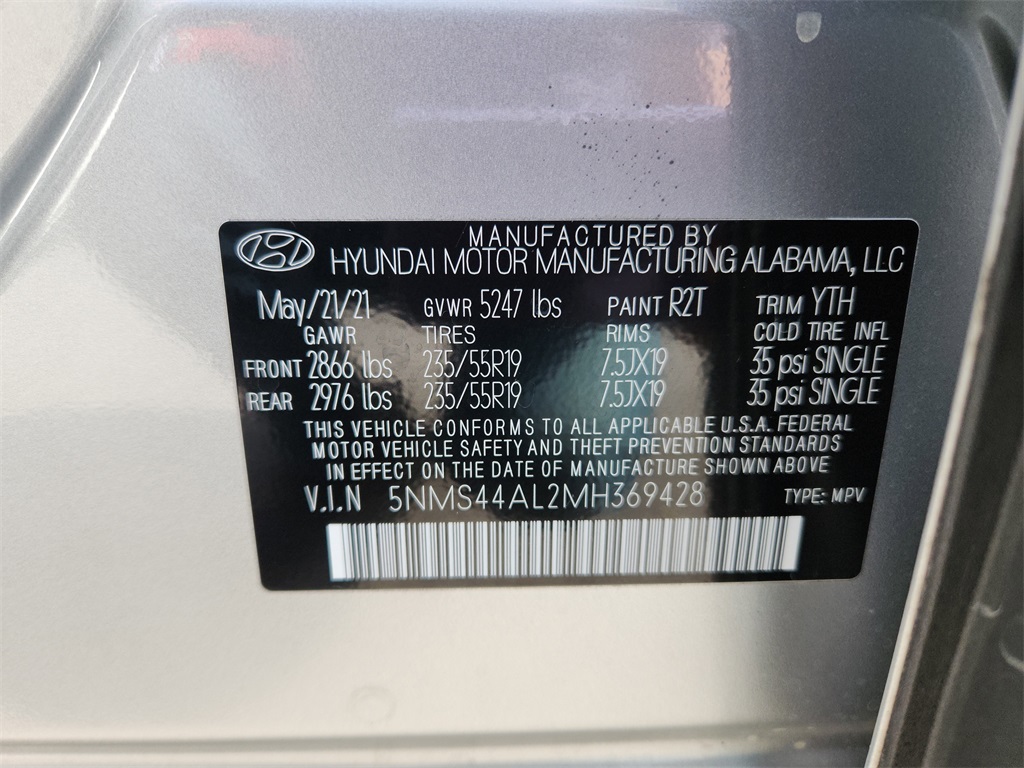 MANUFACTURED BY
HYUNDAI MOTOR MANUFACTURING ALABAMA, LLC
May/21/21 GVWR 5247 lbs PAINT R2T TRIM YTH
GAWR TIRES RIMS COLD TIRE INFL
FRONT 2866 lbs 235/55R19 7.5JX19 35 psi SINGLE
REAR 2976 lbs 235/55R19 7.5JX19 35 psi SINGLE
THIS VEHICLE CONFORMS TO ALL APPLICABLE U.S.A. FEDERAL
MOTOR VEHICLE SAFETY AND THEFT PREVENTION STANDARDS
IN EFFECT ON THE DATE OF MANUFACTURE SHOWN ABOVE
V.I.N 5NMS44AL2MH369428 TYPE: MPV